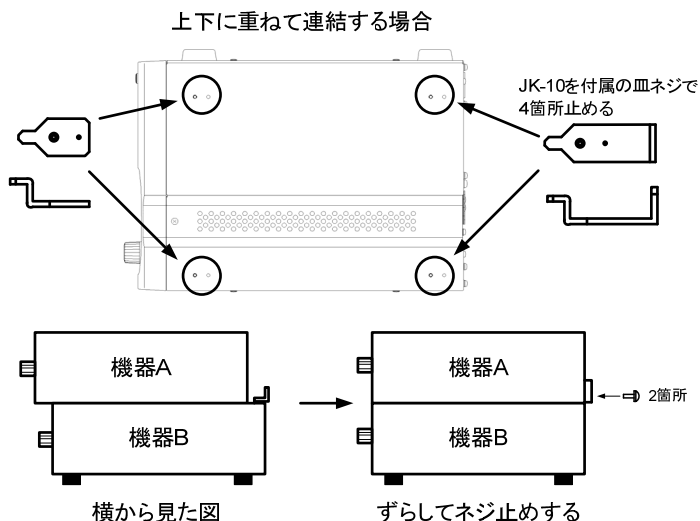 上下に重ねて連結する場合
JK-10を付属の皿ネジで
4箇所止める
機器A
機器B
機器A
機器B
2箇所
横から見た図
ずらしてネジ止めする